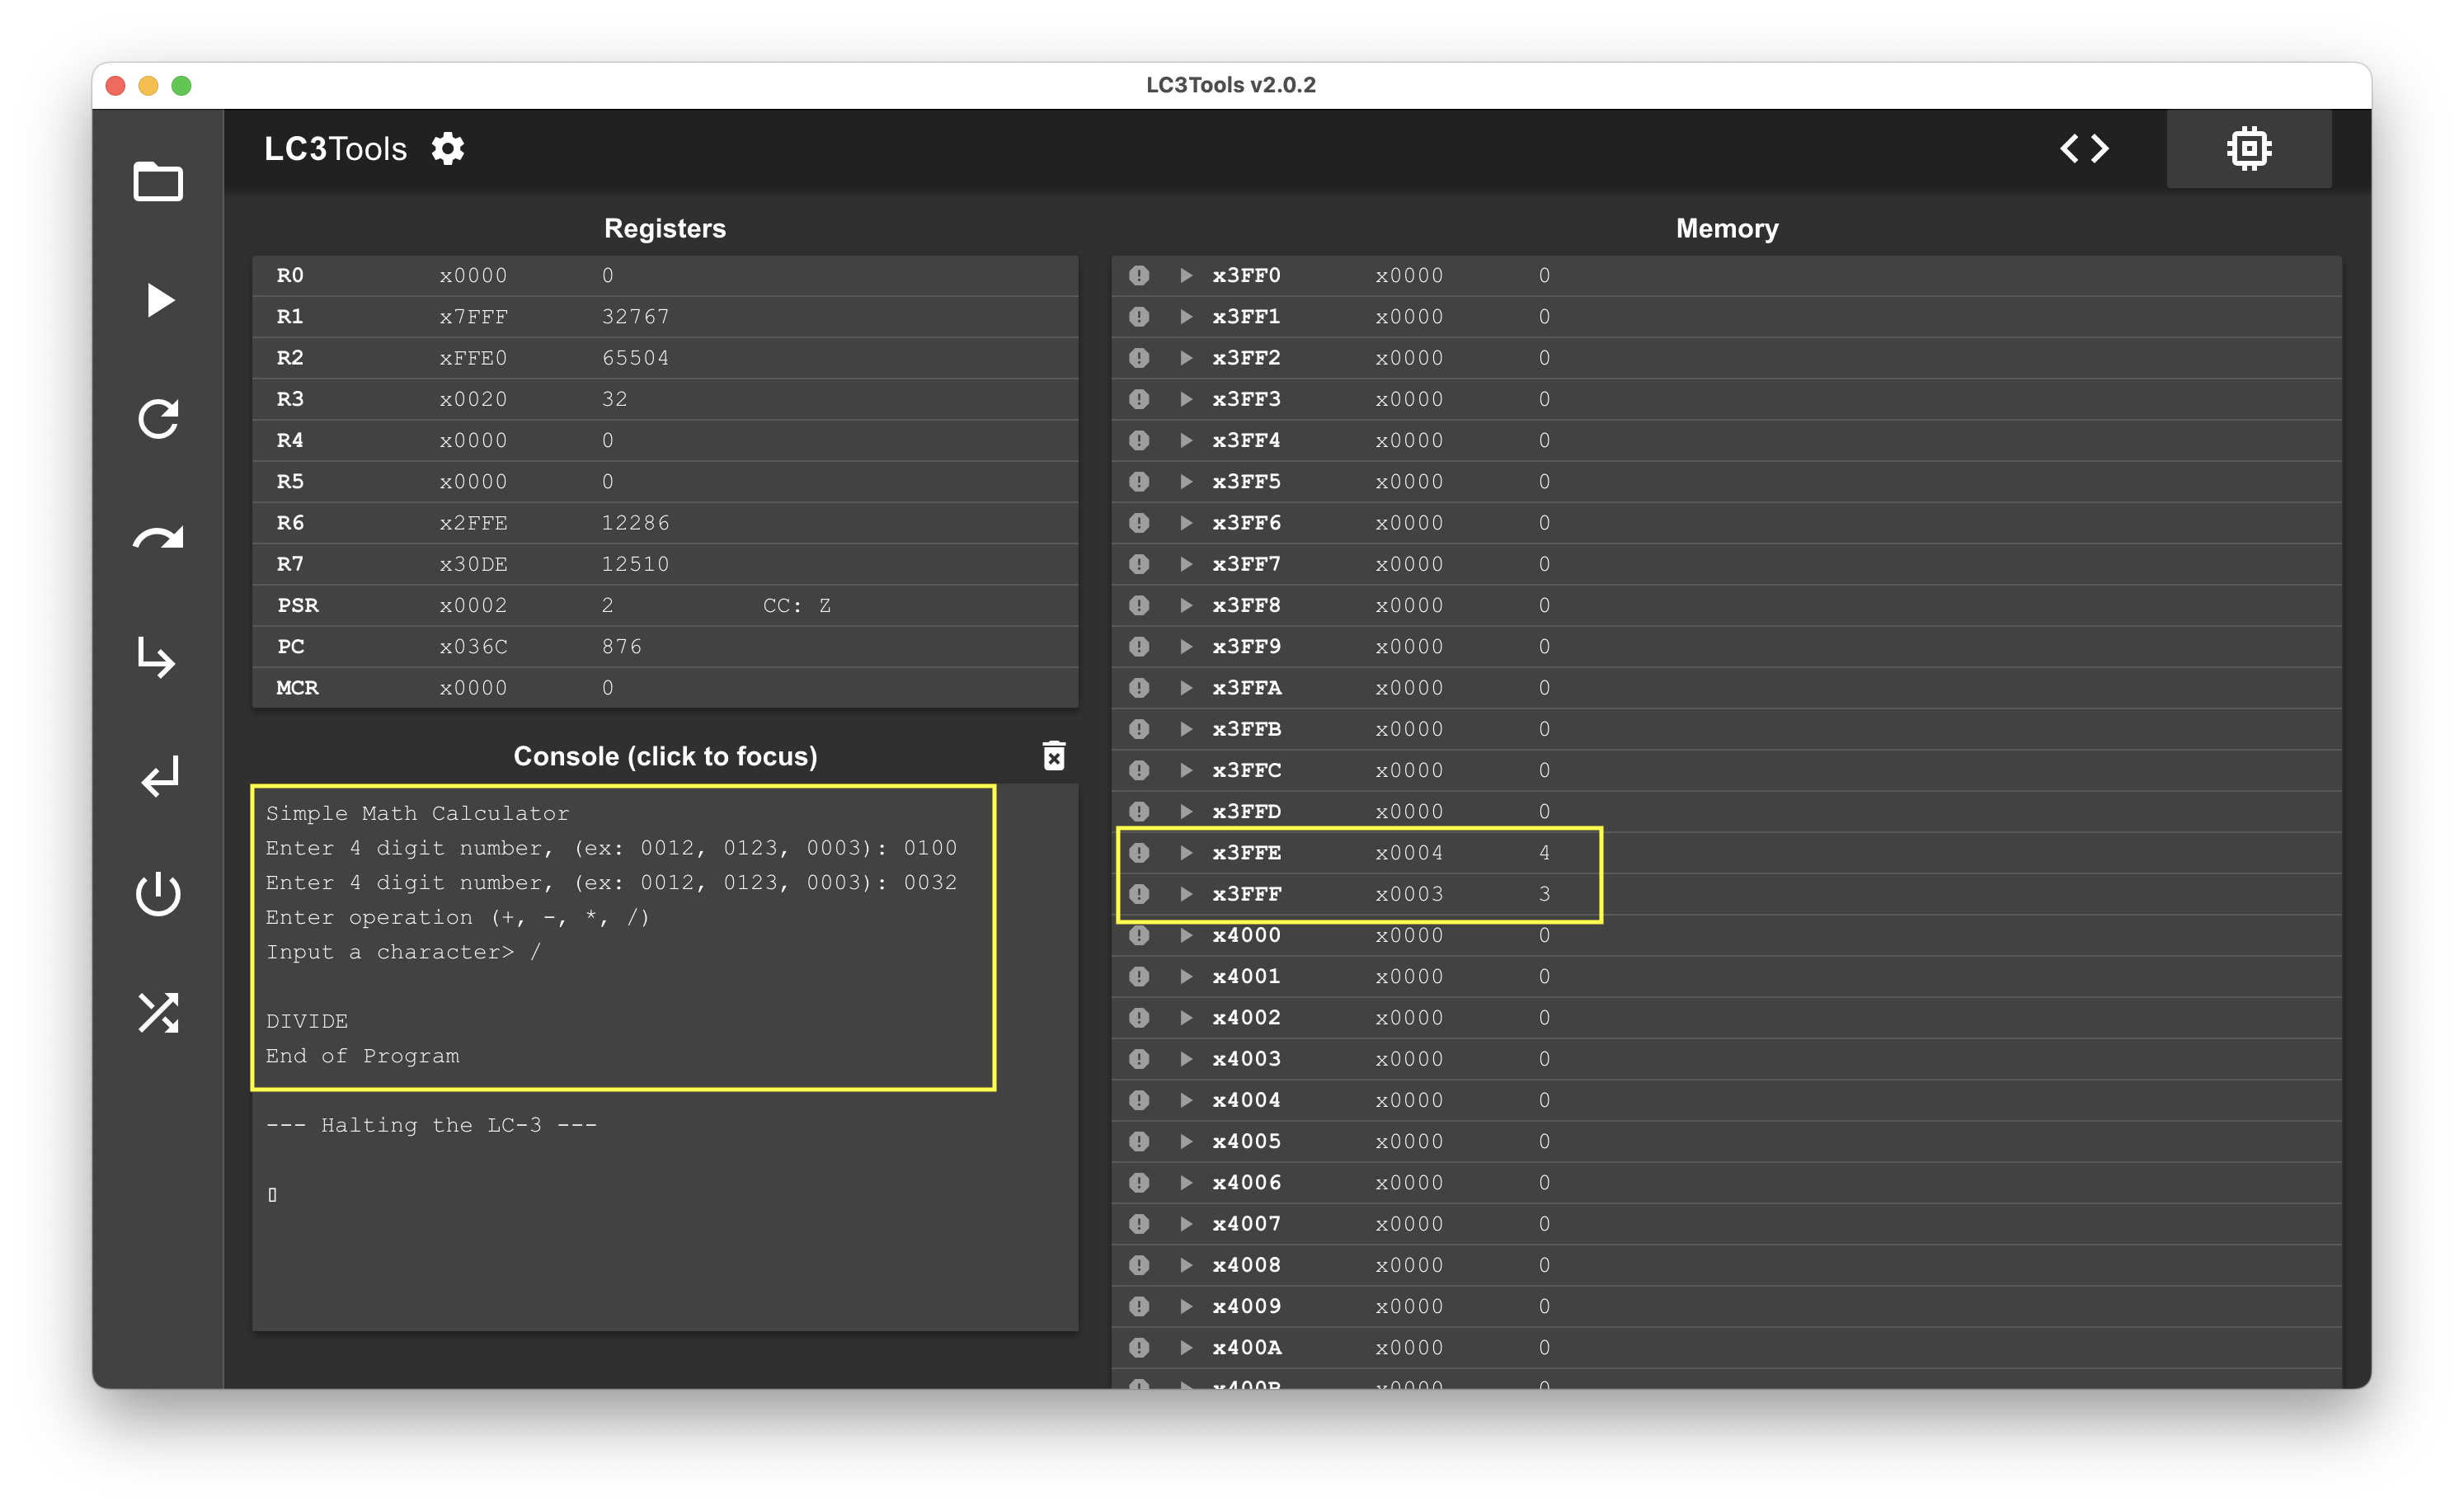 LC3Tools v2.0.2
LC3Tools
Registers
R0 x0000 0
R1 x7FFF 32767
R2 xFFE0 65504
R3 x0020 32
R4 x0000 0
R5 x0000 0
R6 x2FFE 12286
R7 x30DE 12510
PSR x0002 2 CC: Z
PC x036C 876
MCR x0000 0
Console (click to focus)
Simple Math Calculator
Enter 4 digit number, (ex: 0012, 0123, 0003): 0100
Enter 4 digit number, (ex: 0012, 0123, 0003): 0032
Enter operation (+, -, *, /)
Input a character> /
DIVIDE
End of Program
--- Halting the LC-3 ---
Memory
x3FF0 x0000 0
x3FF1 x0000 0
x3FF2 x0000 0
x3FF3 x0000 0
x3FF4 x0000 0
x3FF5 x0000 0
x3FF6 x0000 0
x3FF7 x0000 0
x3FF8 x0000 0
x3FF9 x0000 0
x3FFA x0000 0
x3FFB x0000 0
x3FFC x0000 0
x3FFD x0000 0
x3FFE x0004 4
x3FFF x0003 3
x4000 x0000 0
x4001 x0000 0
x4002 x0000 0
x4003 x0000 0
x4004 x0000 0
x4005 x0000 0
x4006 x0000 0
x4007 x0000 0
x4008 x0000 0
x4009 x0000 0
x400A x0000 0
x400B x0000 0